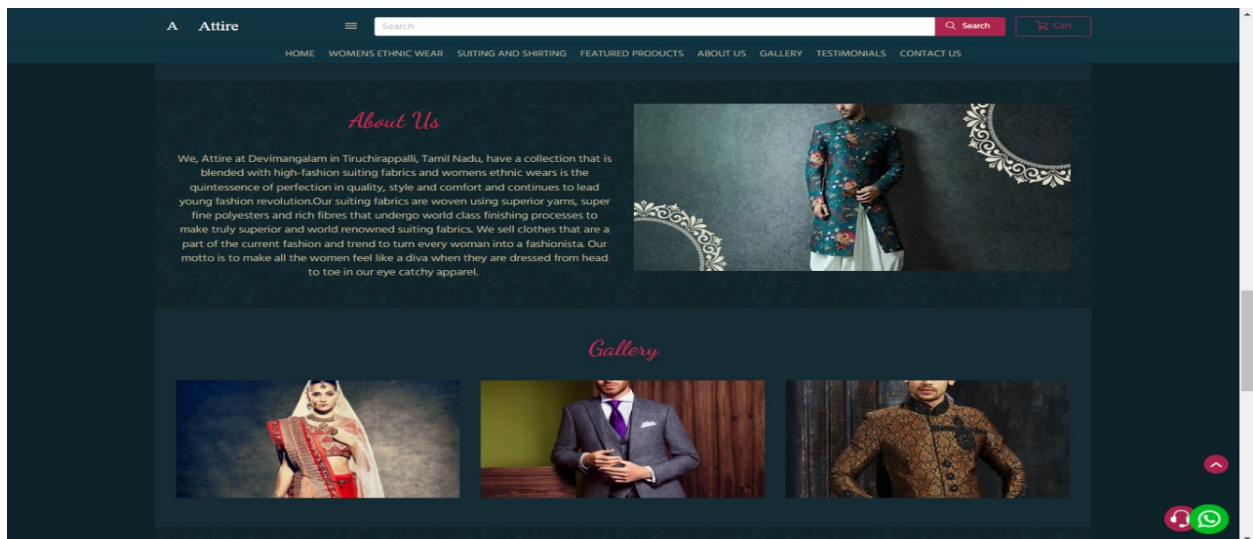 A Attire
Search
Search
Cart
HOME WOMENS ETHNIC WEAR SUITING AND SHIRTING FEATURED PRODUCTS ABOUT US GALLERY TESTIMONIALS CONTACT US
About Us
We, Attire at Devimangalam in Tiruchirappalli, Tamil Nadu, have a collection that is
blended with high-fashion suiting fabrics and womens ethnic wears is the
quintessence of perfection in quality, style and comfort and continues to lead
young fashion revolution.Our suiting fabrics are woven using superior yarns, super
fine polyesters and rich fibres that undergo world class finishing processes to
make truly superior and world renowned suiting fabrics. We sell clothes that are a
part of the current fashion and trend to turn every woman into a fashionista. Our
motto is to make all the women feel like a diva when they are dressed from head
to toe in our eye catchy apparel.
Gallery